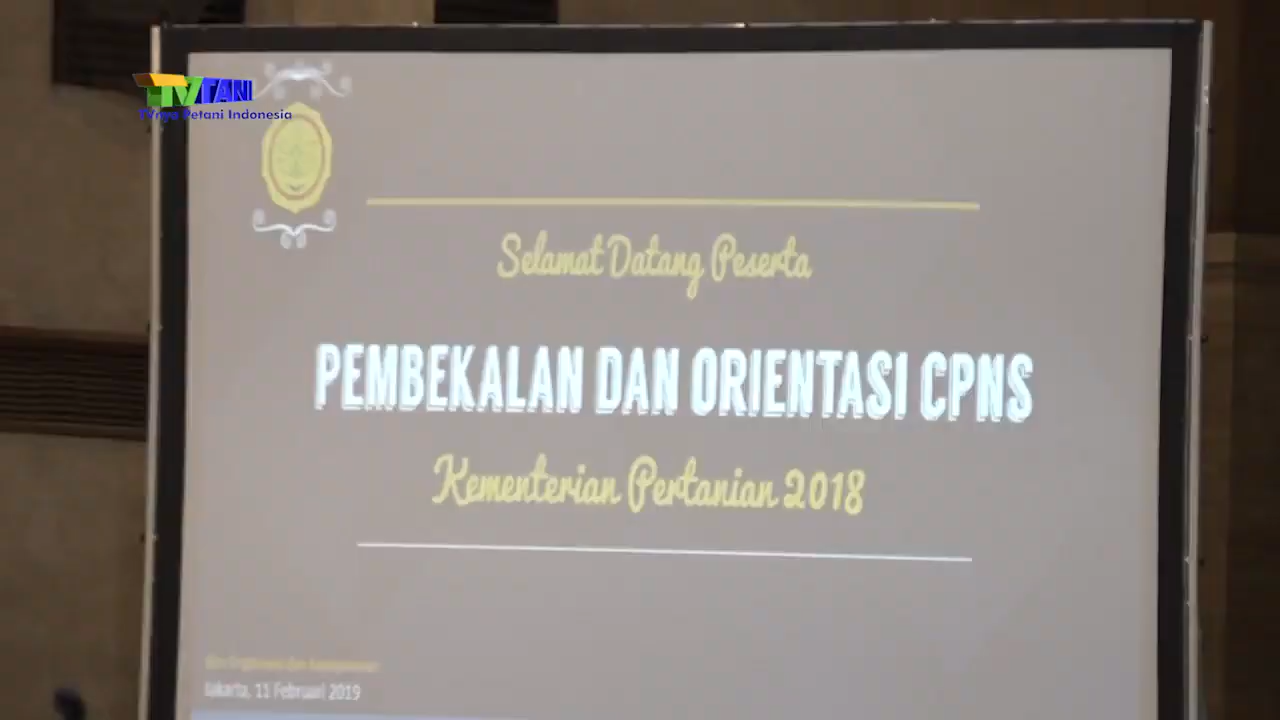 TVTANI
TVnya Petani Indonesia
Selamat Datang Peserta
PEMBEKALAN DAN ORIENTASI CPNS
Kementerian Pertanian 2018
Jakarta, 11 Februari 2019